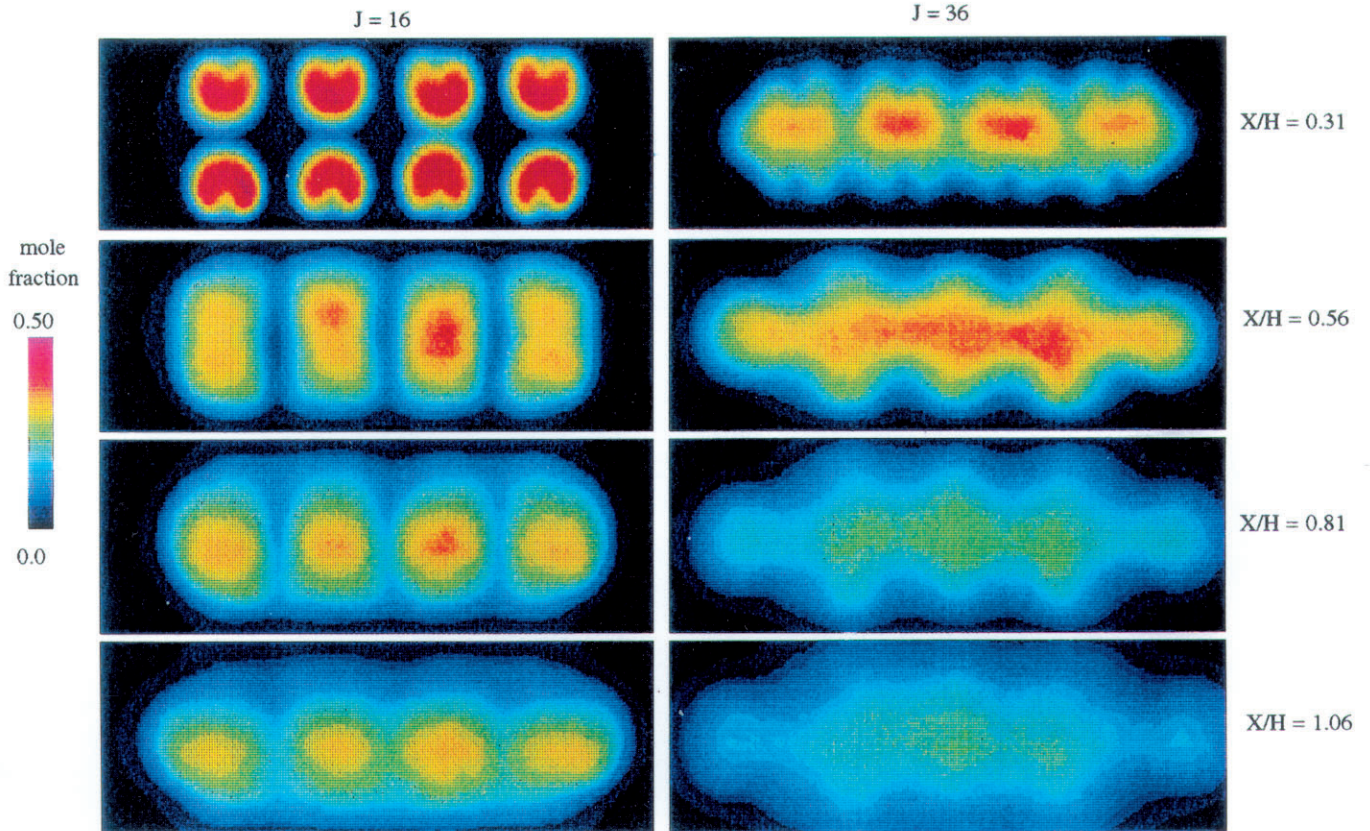 J = 16
J = 36
X/H = 0.31
mole
fraction
0.50
X/H = 0.56
0.0
X/H = 0.81
X/H = 1.06